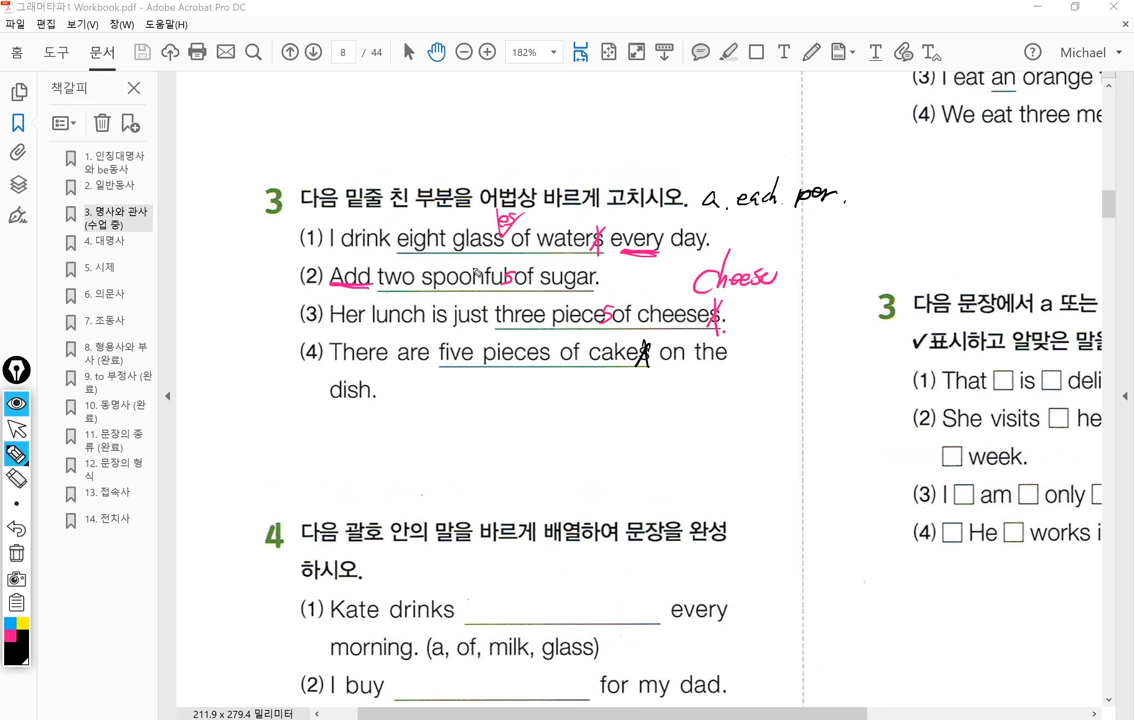 그래머타파1 Workbook.pdf - Adobe Acrobat Pro DC
파일 편집 보기(V) 창(W) 도움말(H)
홈 도구 문서 8 / 44 182% Michael
책갈피
1. 인칭대명사
와 be동사
2. 일반동사
3. 명사와 관사
(수업 중)
4. 대명사
5. 시제
6. 의문사
7. 조동사
8. 형용사와 부
사 (완료)
9. to 부정사 (완
료)
10. 동명사 (완
료)
11. 문장의 종
류 (완료)
12. 문장의 형
식
13. 접속사
14. 전치사
3 다음 밑줄 친 부분을 어법상 바르게 고치시오. a. each per.
es
(1) I drink eight glass of waters every day.
(2) Add two spoonful s of sugar. Cheese
(3) Her lunch is just three piece s of cheeses.
(4) There are five pieces of cakes on the
dish.
4 다음 괄호 안의 말을 바르게 배열하여 문장을 완성
하시오.
(1) Kate drinks every
morning. (a, of, milk, glass)
(2) I buy for my dad.
(3) I eat an orange
(4) We eat three me
3 다음 문장에서 a 또는
✓표시하고 알맞은 말을
(1) That □ is □ deli
(2) She visits □ he
□ week.
(3) I □ am □ only
(4) □ He □ works i
211.9 x 279.4 밀리미터